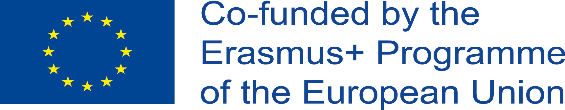 Co-funded by the
Erasmus+ Programme
of the European Union